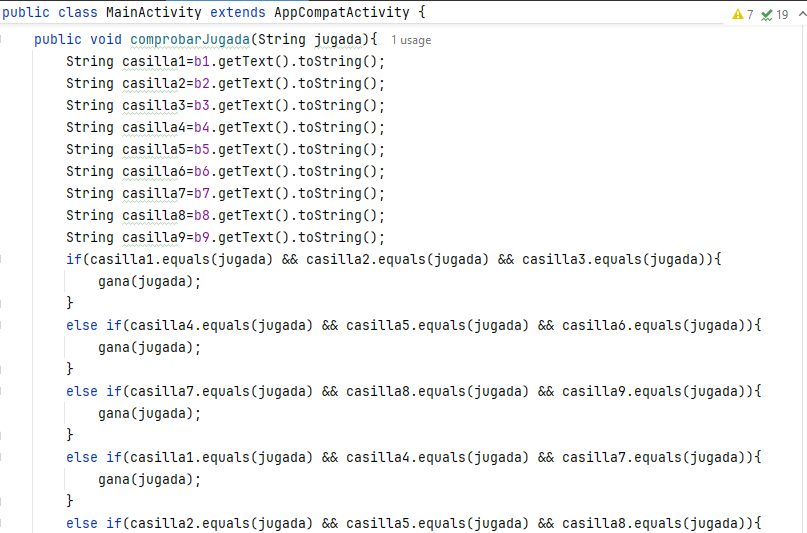 public class MainActivity extends AppCompatActivity {
7 19
public void comprobarJugada(String jugada){ 1 usage
String casilla1=b1.getText().toString();
String casilla2=b2.getText().toString();
String casilla3=b3.getText().toString();
String casilla4=b4.getText().toString();
String casilla5=b5.getText().toString();
String casilla6=b6.getText().toString();
String casilla7=b7.getText().toString();
String casilla8=b8.getText().toString();
String casilla9=b9.getText().toString();
if(casilla1.equals(jugada) && casilla2.equals(jugada) && casilla3.equals(jugada)){
gana(jugada);
}
else if(casilla4.equals(jugada) && casilla5.equals(jugada) && casilla6.equals(jugada)){
gana(jugada);
}
else if(casilla7.equals(jugada) && casilla8.equals(jugada) && casilla9.equals(jugada)){
gana(jugada);
}
else if(casilla1.equals(jugada) && casilla4.equals(jugada) && casilla7.equals(jugada)){
gana(jugada);
}
else if(casilla2.equals(jugada) && casilla5.equals(jugada) && casilla8.equals(jugada)){